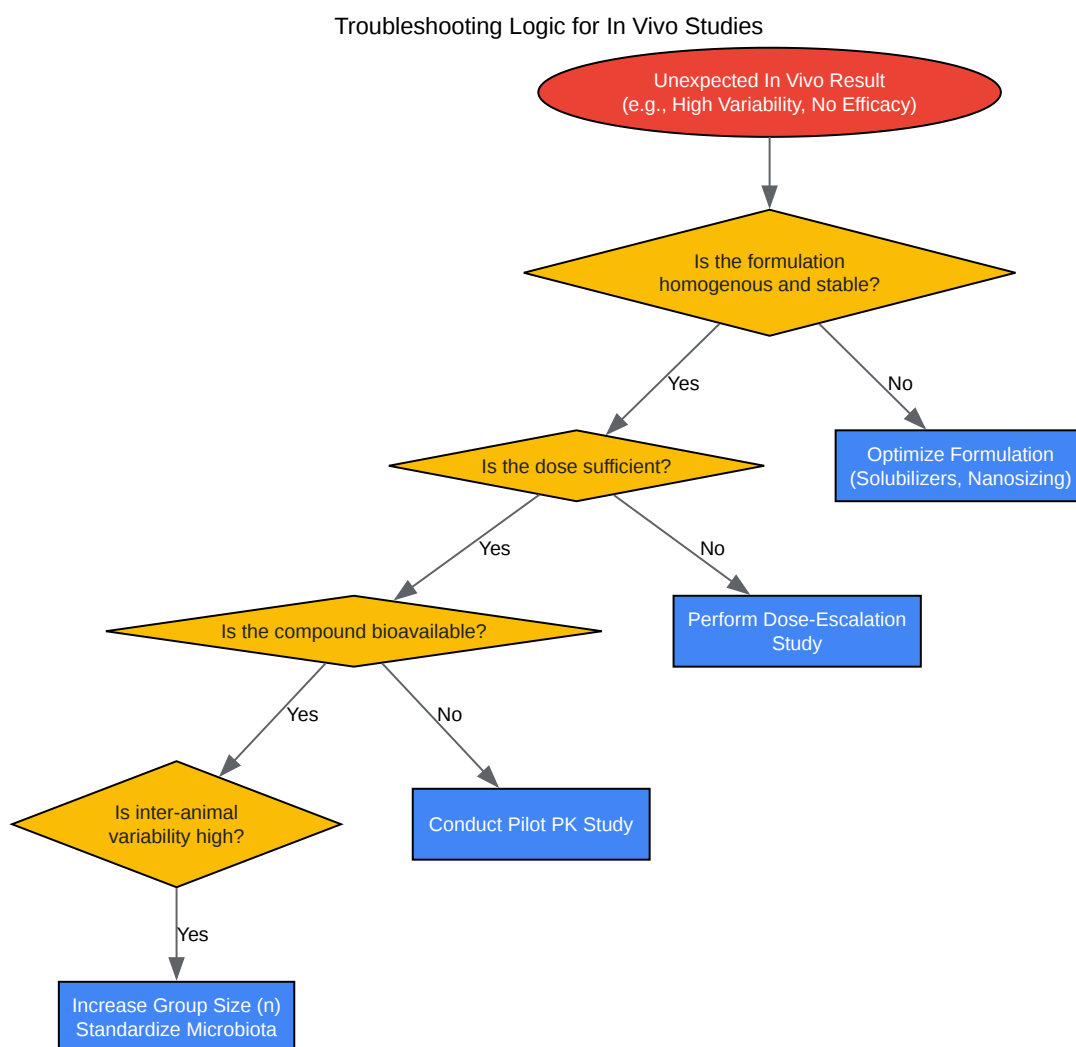 Troubleshooting Logic for In Vivo Studies
Unexpected In Vivo Result
(e.g., High Variability, No Efficacy)
Is the formulation
homogenous and stable?
Yes
No
Is the dose sufficient?
Optimize Formulation
(Solubilizers, Nanosizing)
Yes
No
Is the compound bioavailable?
Perform Dose-Escalation
Study
Yes
No
Is inter-animal
variability high?
Conduct Pilot PK Study
Yes
Increase Group Size (n)
Standardize Microbiota